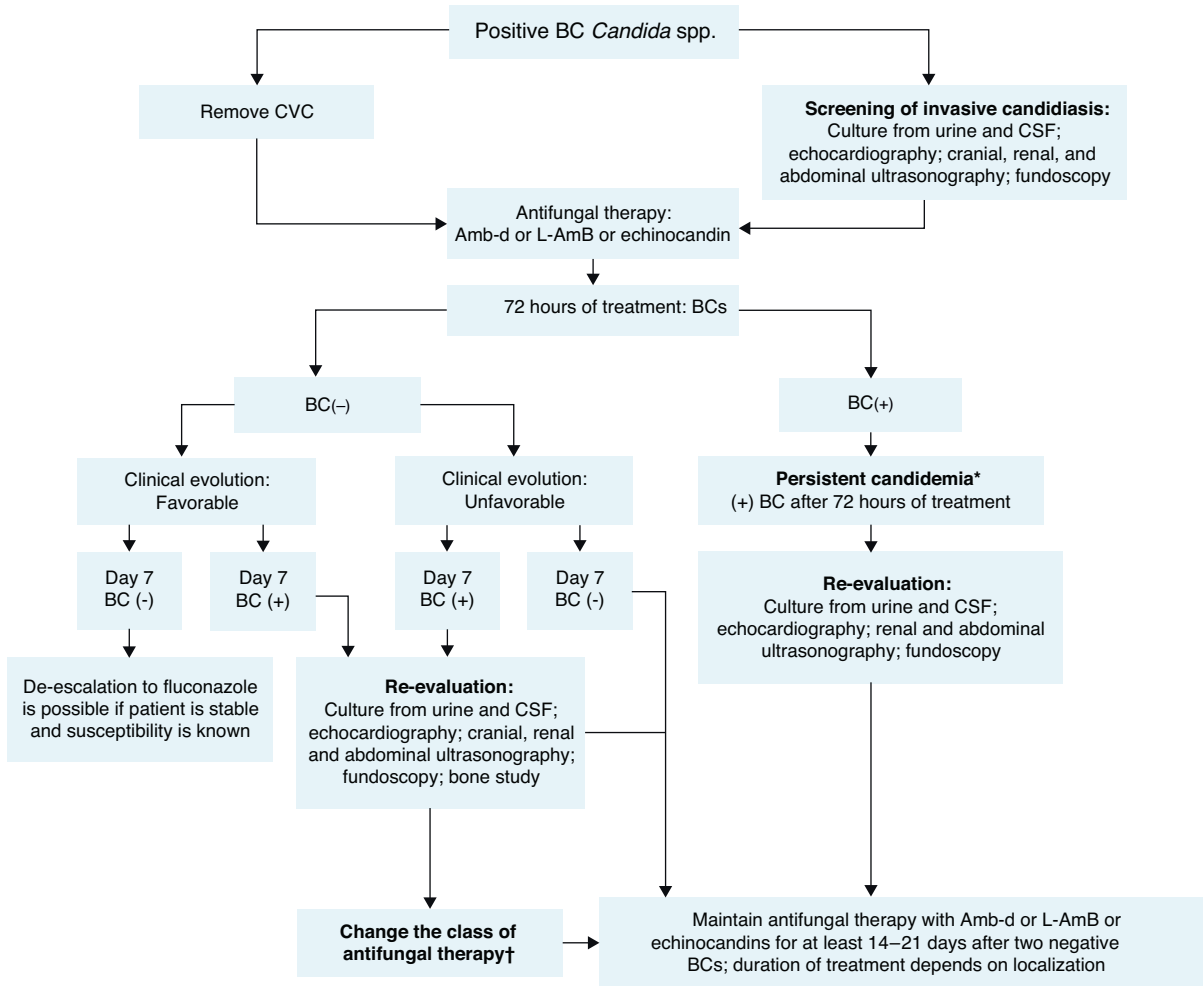 Positive BC Candida spp.
Remove CVC
Screening of invasive candidiasis:
Culture from urine and CSF;
echocardiography; cranial, renal, and
abdominal ultrasonography; fundoscopy
Antifungal therapy:
Amb-d or L-AmB or echinocandin
72 hours of treatment: BCs
BC(–)
BC(+)
Clinical evolution:
Favorable
Clinical evolution:
Unfavorable
Persistent candidemia*
(+) BC after 72 hours of treatment
Day 7
BC (-)
Day 7
BC (+)
Day 7
BC (+)
Day 7
BC (-)
Re-evaluation:
Culture from urine and CSF;
echocardiography; renal and abdominal
ultrasonography; fundoscopy
De-escalation to fluconazole
is possible if patient is stable
and susceptibility is known
Re-evaluation:
Culture from urine and CSF;
echocardiography; cranial, renal
and abdominal ultrasonography;
fundoscopy; bone study
Change the class of
antifungal therapy†
Maintain antifungal therapy with Amb-d or L-AmB or
echinocandins for at least 14–21 days after two negative
BCs; duration of treatment depends on localization